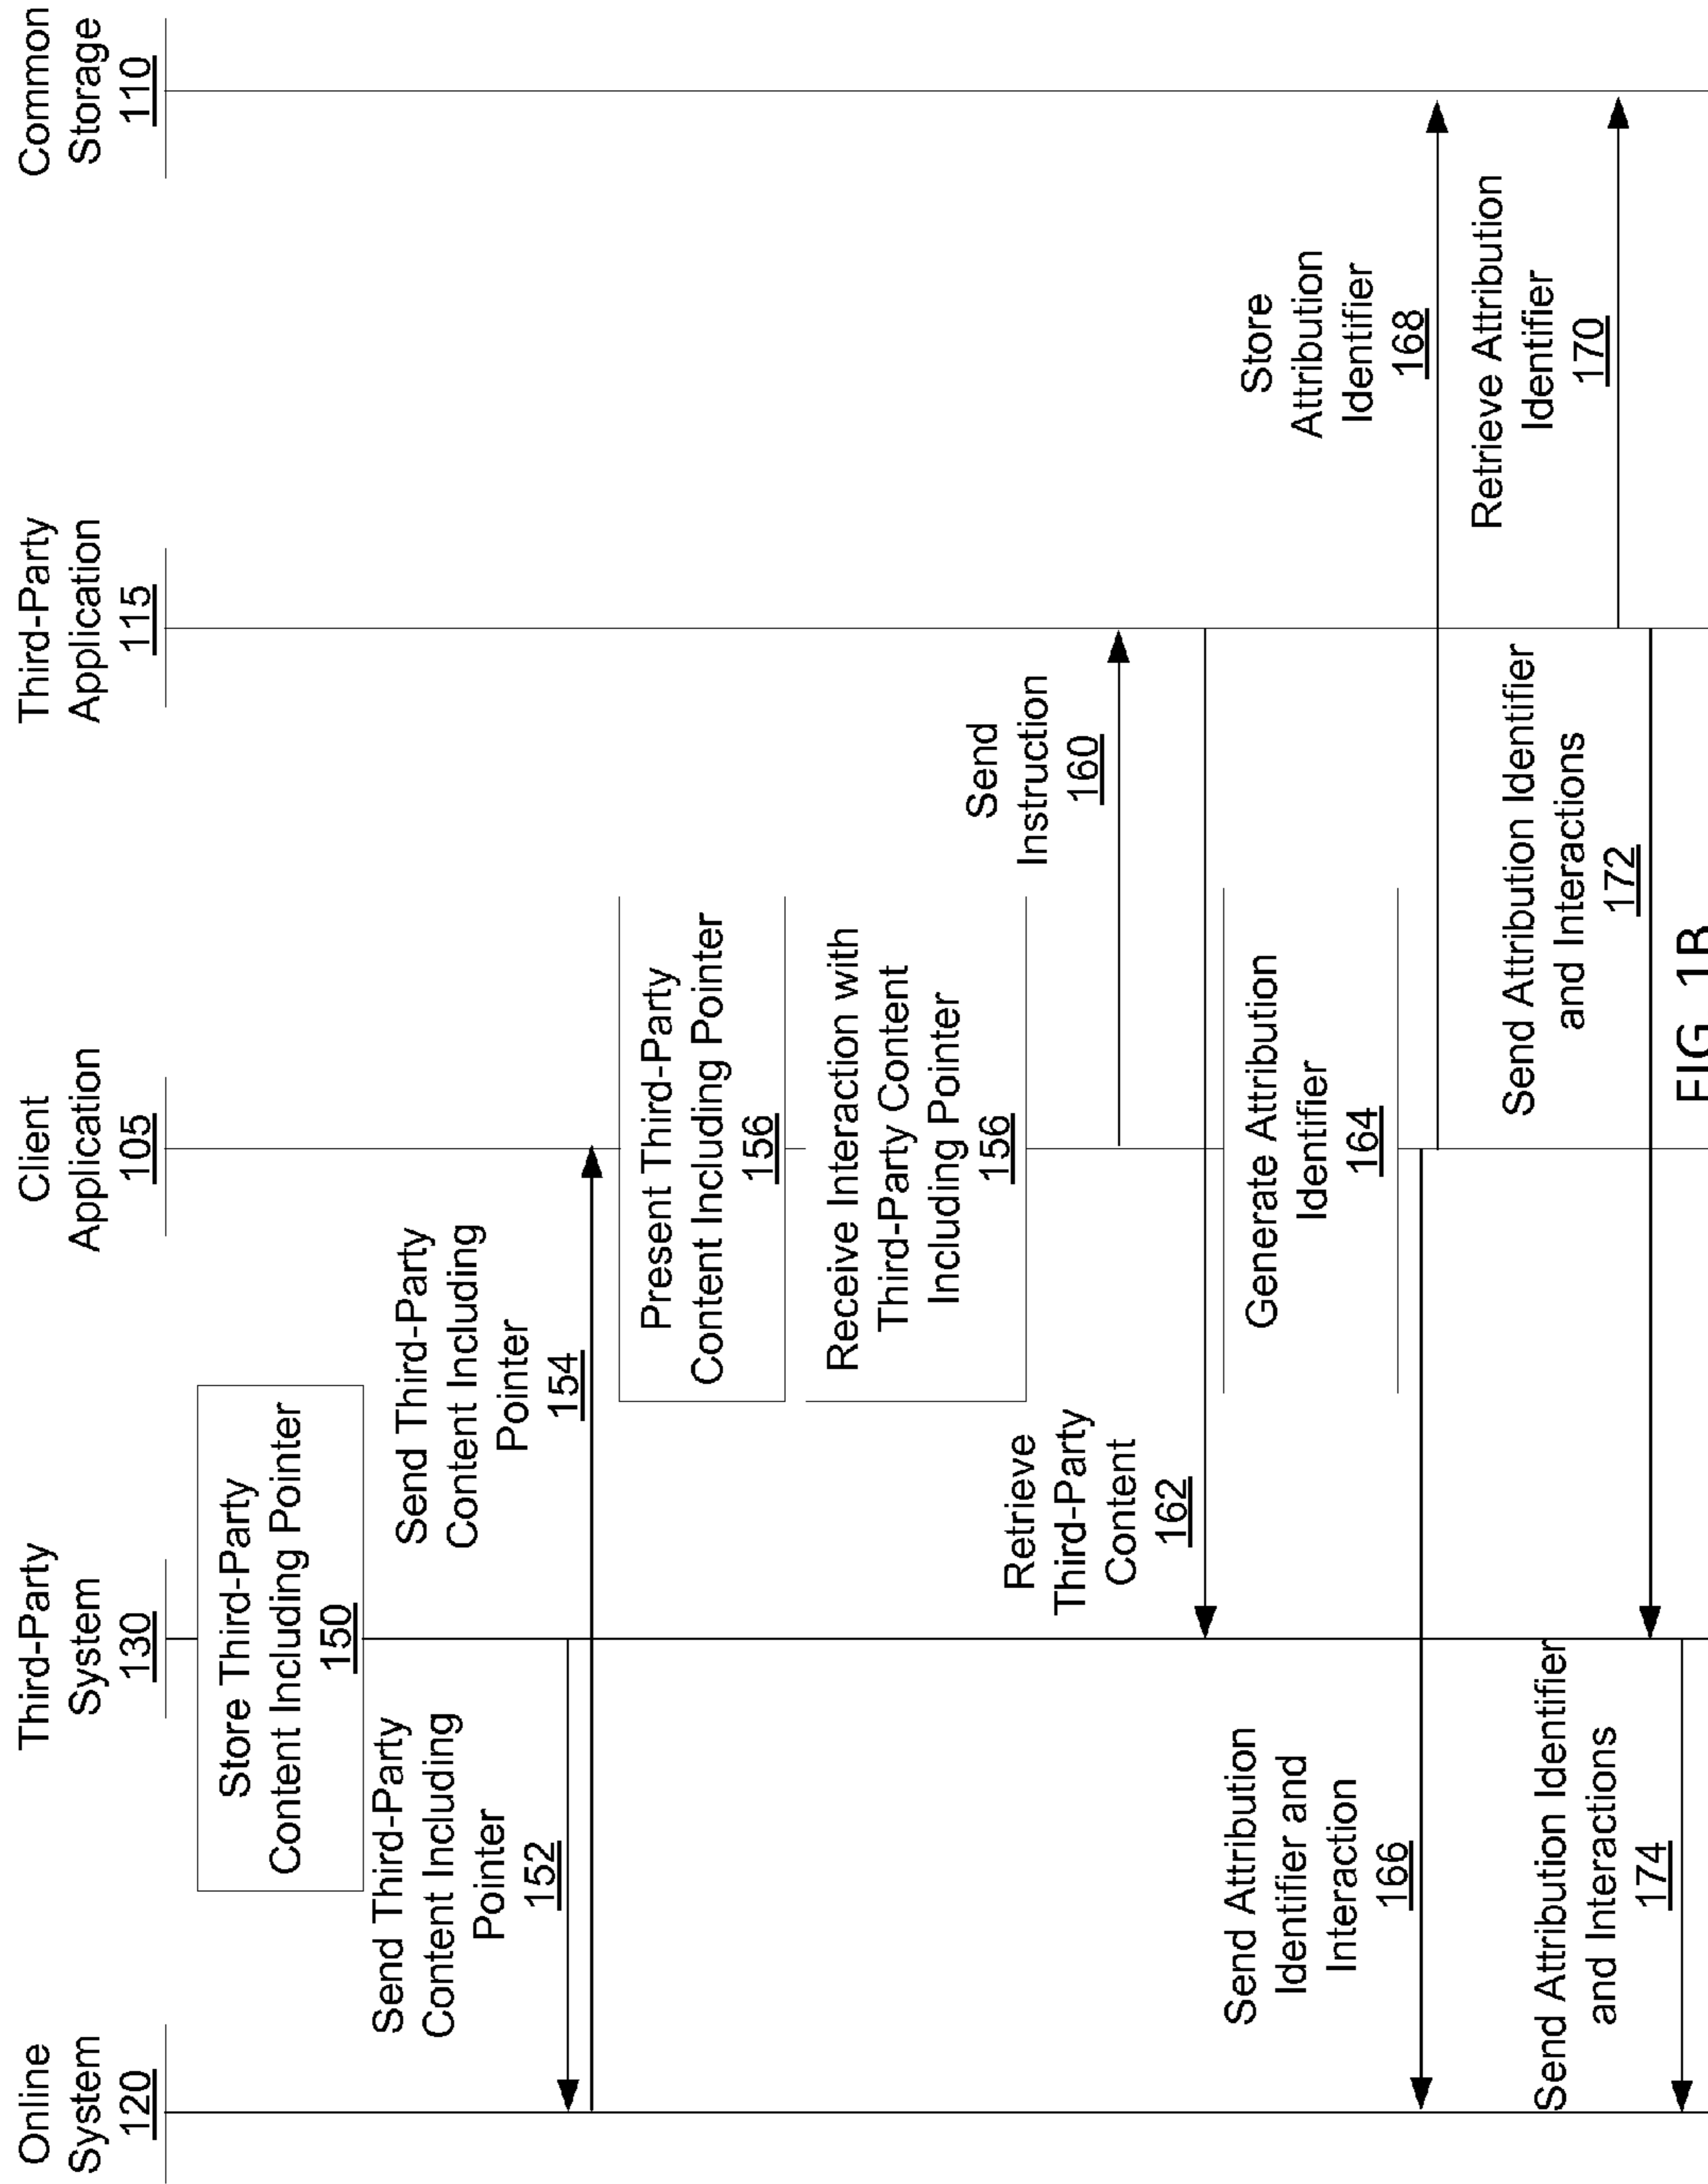 Online
System
120
Third-Party
System
130
Client
Application
105
Third-Party
Application
115
Common
Storage
110
Store Third-Party
Content Including Pointer
150
Send Third-Party
Content Including
Pointer
152
Send Third-Party
Content Including
Pointer
154
Present Third-Party
Content Including Pointer
156
Receive Interaction with
Third-Party Content
Including Pointer
156
Send
Instruction
160
Retrieve
Third-Party
Content
162
Generate Attribution
Identifier
164
Send Attribution
Identifier and
Interaction
166
Store
Attribution
Identifier
168
Retrieve Attribution
Identifier
170
Send Attribution Identifier
and Interactions
172
Send Attribution Identifier
and Interactions
174
FIG. 1B